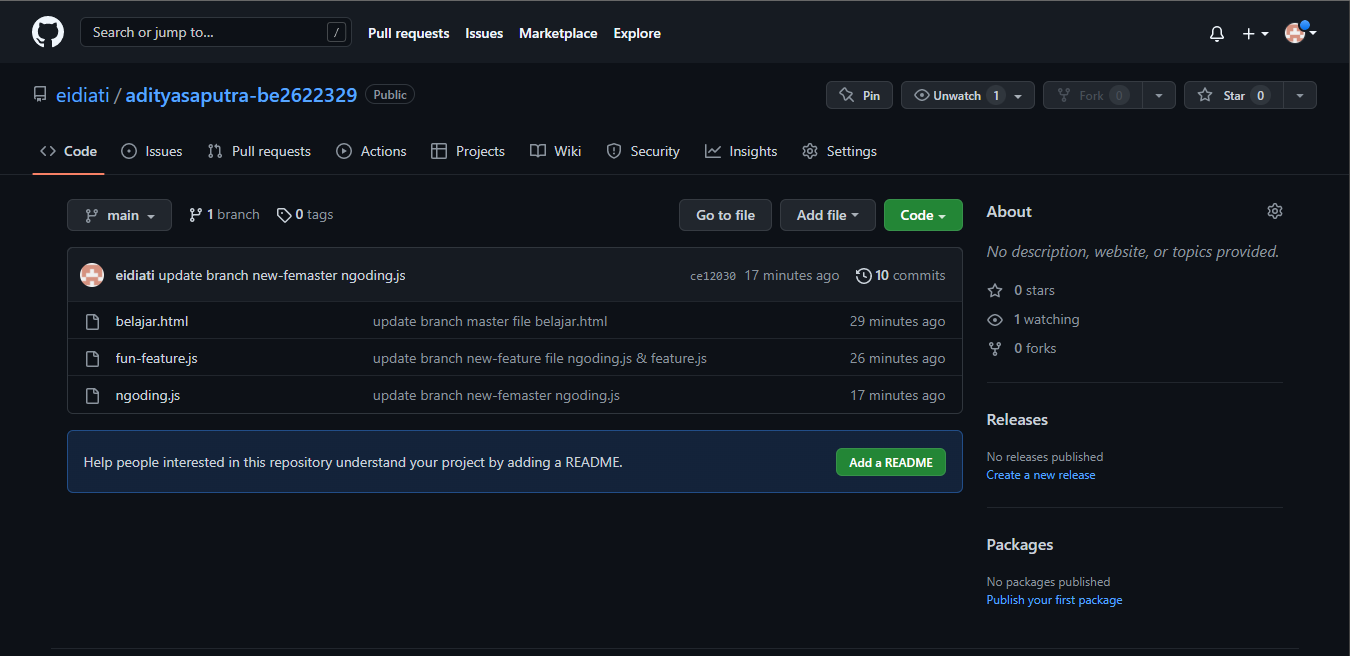 Search or jump to... /
Pull requests Issues Marketplace Explore
eidiati / adityasaputra-be2622329 Public
Pin Unwatch 1 Fork 0 Star 0
Code Issues Pull requests Actions Projects Wiki Security Insights Settings
main 1 branch 0 tags Go to file Add file Code
eidiati update branch new-femaster ngoding.js ce12030 17 minutes ago 10 commits
belajar.html update branch master file belajar.html 29 minutes ago
fun-feature.js update branch new-feature file ngoding.js & feature.js 26 minutes ago
ngoding.js update branch new-femaster ngoding.js 17 minutes ago
Help people interested in this repository understand your project by adding a README. Add a README
About
No description, website, or topics provided.
0 stars
1 watching
0 forks
Releases
No releases published
Create a new release
Packages
No packages published
Publish your first package